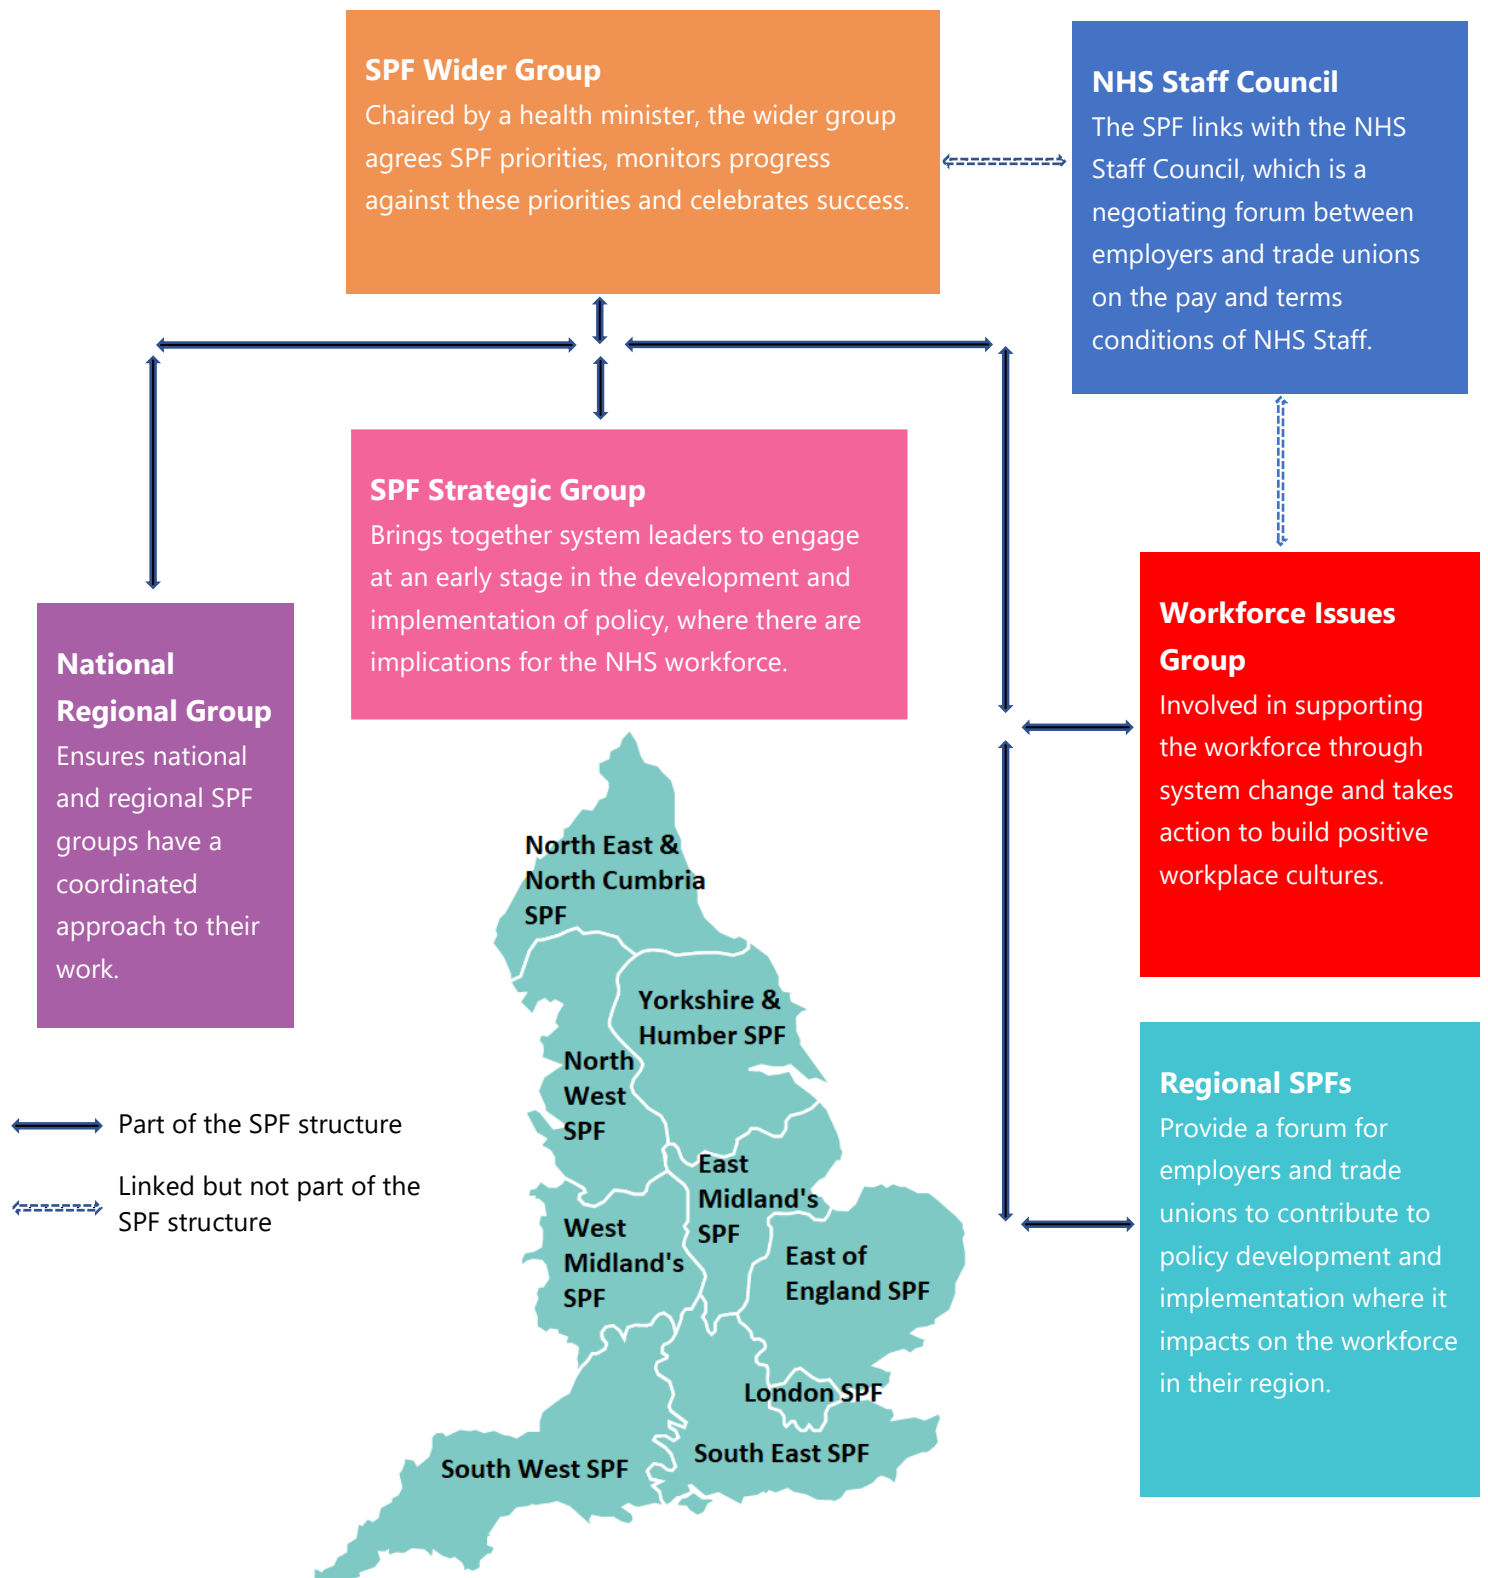 SPF Wider Group
Chaired by a health minister, the wider group
agrees SPF priorities, monitors progress
against these priorities and celebrates success.
NHS Staff Council
The SPF links with the NHS
Staff Council, which is a
negotiating forum between
employers and trade unions
on the pay and terms
conditions of NHS Staff.
SPF Strategic Group
Brings together system leaders to engage
at an early stage in the development and
implementation of policy, where there are
implications for the NHS workforce.
National
Regional Group
Ensures national
and regional SPF
groups have a
coordinated
approach to their
work.
Workforce Issues
Group
Involved in supporting
the workforce through
system change and takes
action to build positive
workplace cultures.
Regional SPFs
Provide a forum for
employers and trade
unions to contribute to
policy development and
implementation where it
impacts on the workforce
in their region.
Part of the SPF structure
Linked but not part of the
SPF structure
North East &
North Cumbria
SPF
Yorkshire &
Humber SPF
North
West
SPF
East
Midland's
SPF
West
Midland's
SPF
East of
England SPF
London SPF
South East SPF
South West SPF